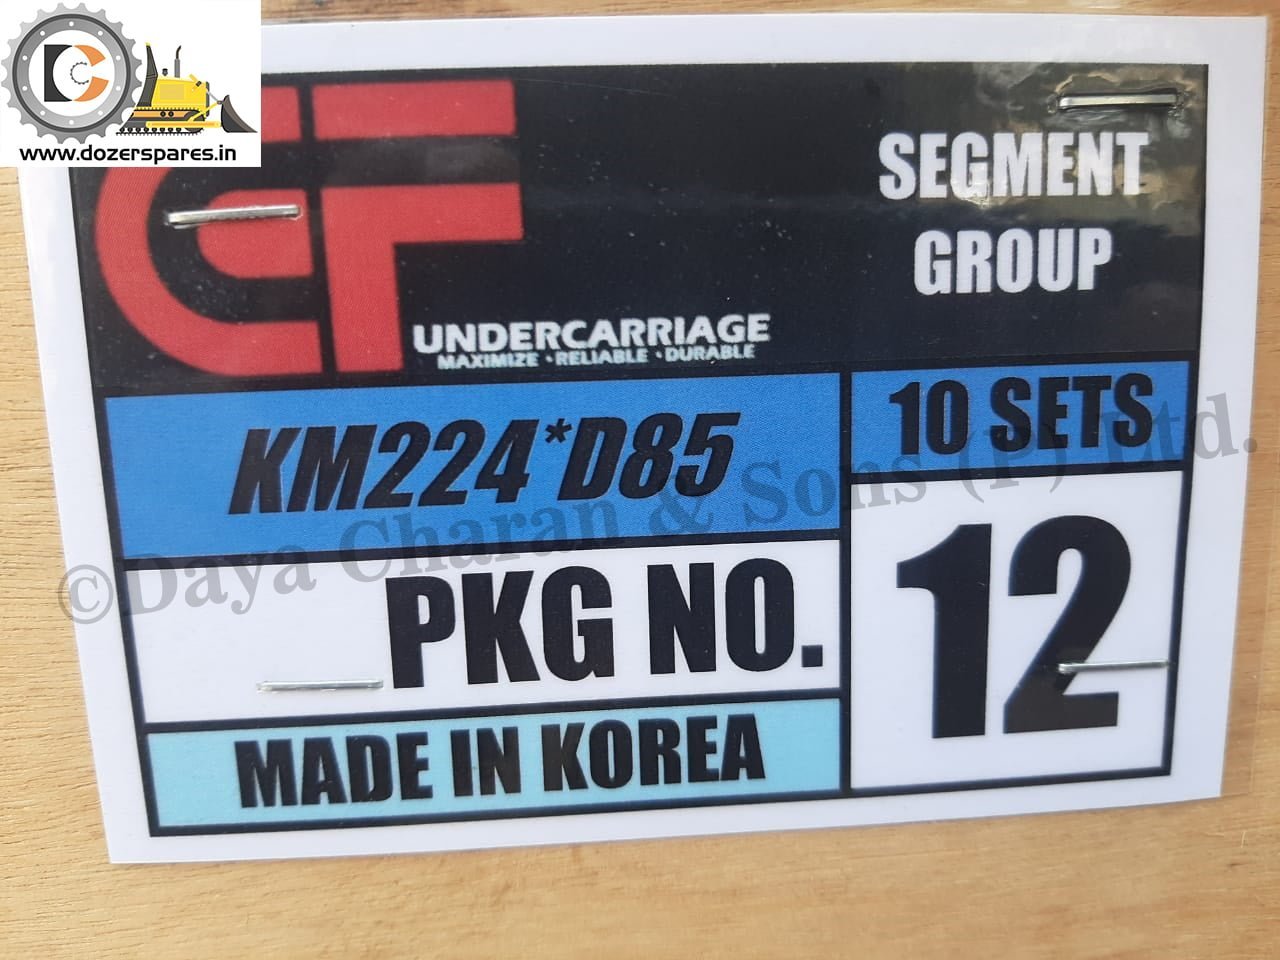 DC
www.dozerspares.in
CF
SEGMENT
GROUP
UNDERCARRIAGE
MAXIMIZE • RELIABLE • DURABLE
KM224*D85
10 SETS
PKG NO.
12
MADE IN KOREA
©Daya Charan & Sons (P) Ltd.